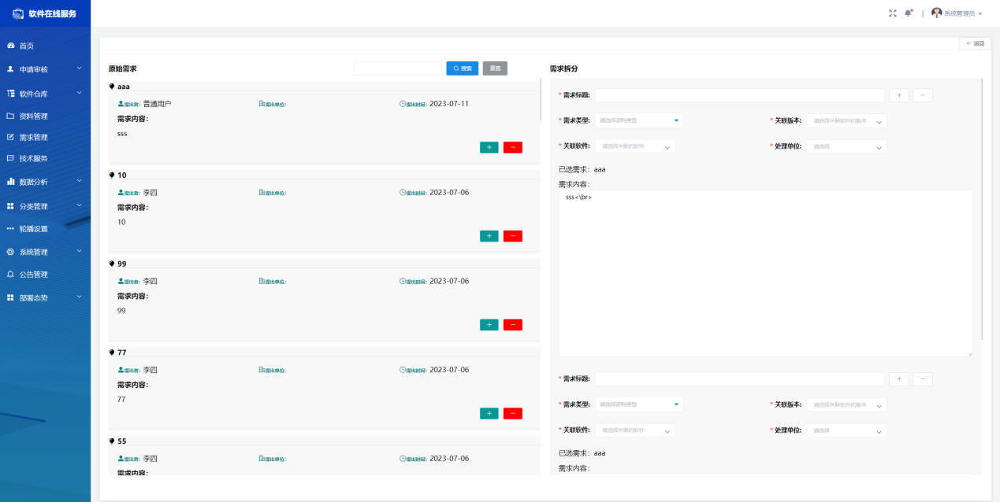 软件在线服务
系统管理员
首页
申请审核
软件仓库
资料管理
需求管理
技术服务
数据分析
分类管理
轮播设置
系统管理
公告管理
部署态势
返回
原始需求
搜索
重置
aaa
提出者: 普通用户 提出单位: 提出时间: 2023-07-11
需求内容:
sss
10
提出者: 李四 提出单位: 提出时间: 2023-07-06
需求内容:
10
99
提出者: 李四 提出单位: 提出时间: 2023-07-06
需求内容:
99
77
提出者: 李四 提出单位: 提出时间: 2023-07-06
需求内容:
77
55
提出者: 李四 提出单位: 提出时间: 2023-07-06
需求内容:
需求拆分
* 需求标题:
* 需求类型: 请选择资料类型 * 关联版本: 请选择关联软件的版本
* 关联软件: 请选择关联的软件 * 处理单位: 请选择
已选需求: aaa
需求内容:
sss<\br>
* 需求标题:
* 需求类型: 请选择资料类型 * 关联版本: 请选择关联软件的版本
* 关联软件: 请选择关联的软件 * 处理单位: 请选择
已选需求: aaa
需求内容: